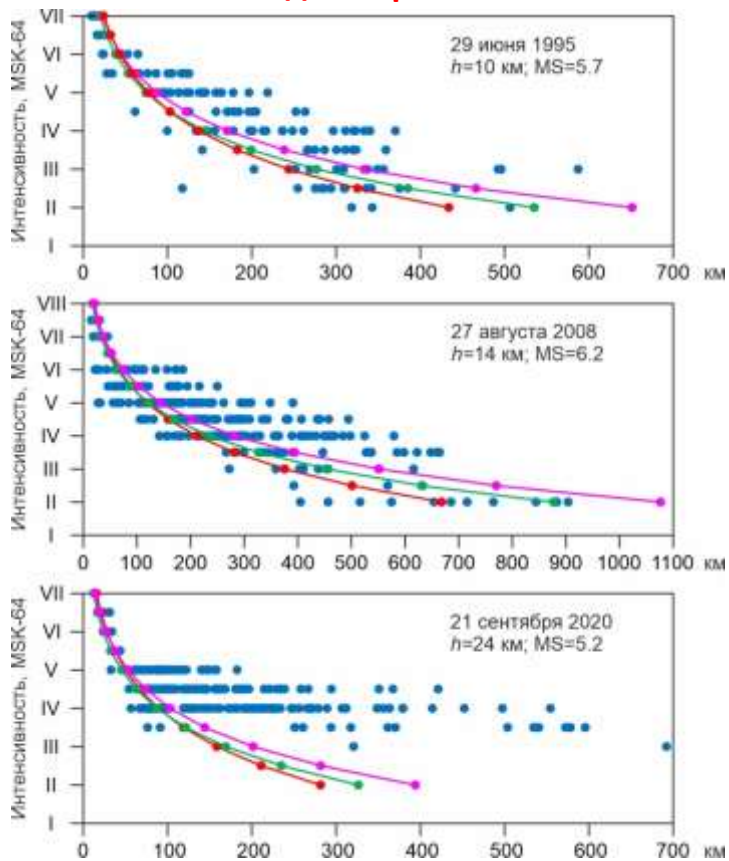 VII
VI
V
IV
III
II
I
Интенсивность, MSK-64
29 июня 1995
h=10 км; MS=5.7
0 100 200 300 400 500 600 700 км
VIII
VII
VI
V
IV
III
II
I
Интенсивность, MSK-64
27 августа 2008
h=14 км; MS=6.2
0 100 200 300 400 500 600 700 800 900 1000 1100 км
VII
VI
V
IV
III
II
I
Интенсивность, MSK-64
21 сентября 2020
h=24 км; MS=5.2
0 100 200 300 400 500 600 700 км